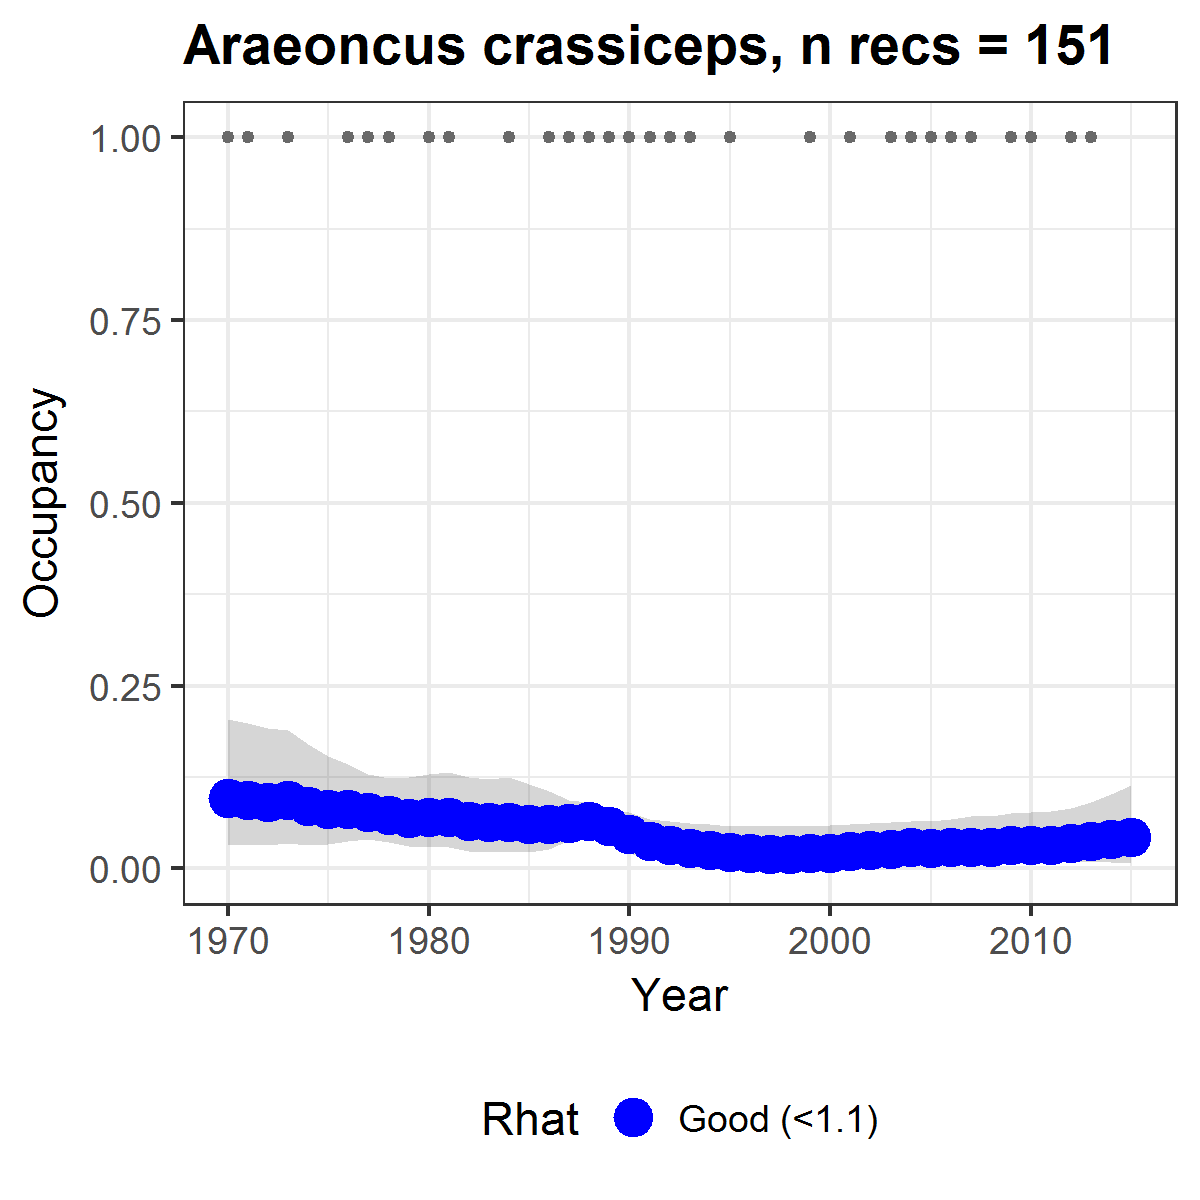 Araeoncus crassiceps, n recs = 151
1.00
0.75
0.50
0.25
0.00
Occupancy
1970 1980 1990 2000 2010
Year
Rhat Good (<1.1)